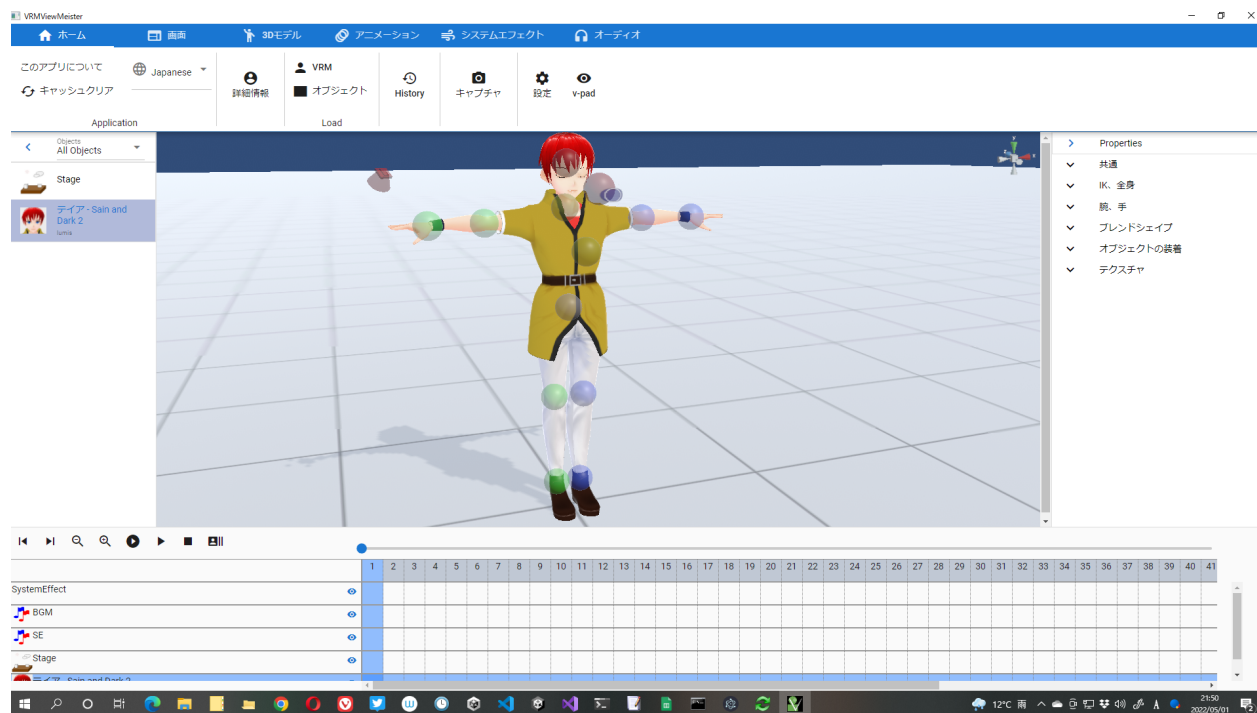 VRMViewMeister
ホーム 画面 3Dモデル アニメーション システムエフェクト オーディオ
このアプリについて
キャッシュクリア
Japanese
Application
詳細情報
VRM
オブジェクト
Load
History
キャプチャ
設定
v-pad
Objects
All Objects
Stage
テイア - Sain and
Dark 2
lumis
Properties
共通
IK、全身
腕、手
ブレンドシェイプ
オブジェクトの装着
テクスチャ
1 2 3 4 5 6 7 8 9 10 11 12 13 14 15 16 17 18 19 20 21 22 23 24 25 26 27 28 29 30 31 32 33 34 35 36 37 38 39 40 41
SystemEffect
BGM
SE
Stage
テイア - Sain and Dark 2
12°C 雨
A
21:50
2022/05/01